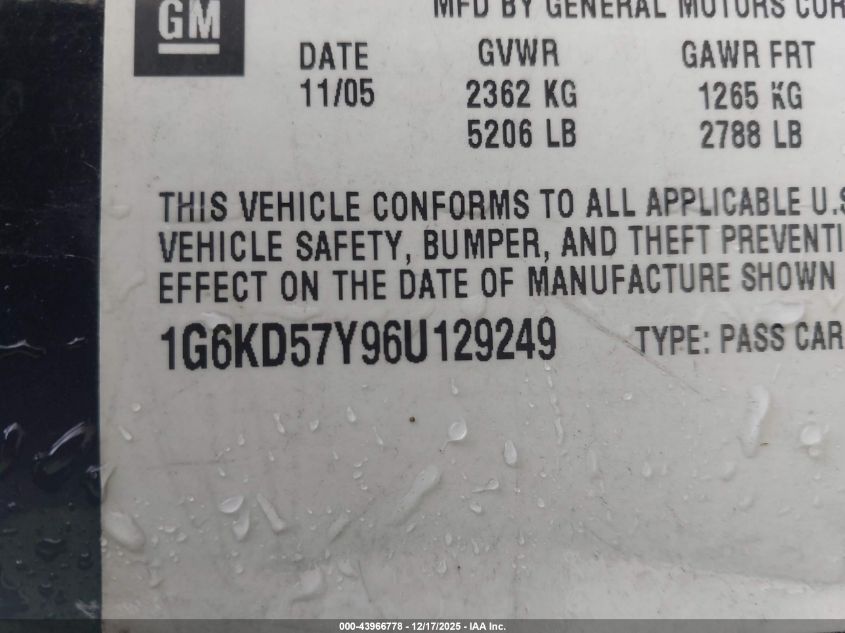 GM
MFD BY GENERAL MOTORS COR
DATE GVWR GAWR FRT
11/05 2362 KG 1265 KG
5206 LB 2788 LB
THIS VEHICLE CONFORMS TO ALL APPLICABLE U.S
VEHICLE SAFETY, BUMPER, AND THEFT PREVENTI
EFFECT ON THE DATE OF MANUFACTURE SHOWN
1G6KD57Y96U129249 TYPE: PASS CAR
000-43966778 - 12/17/2025 - IAA Inc.